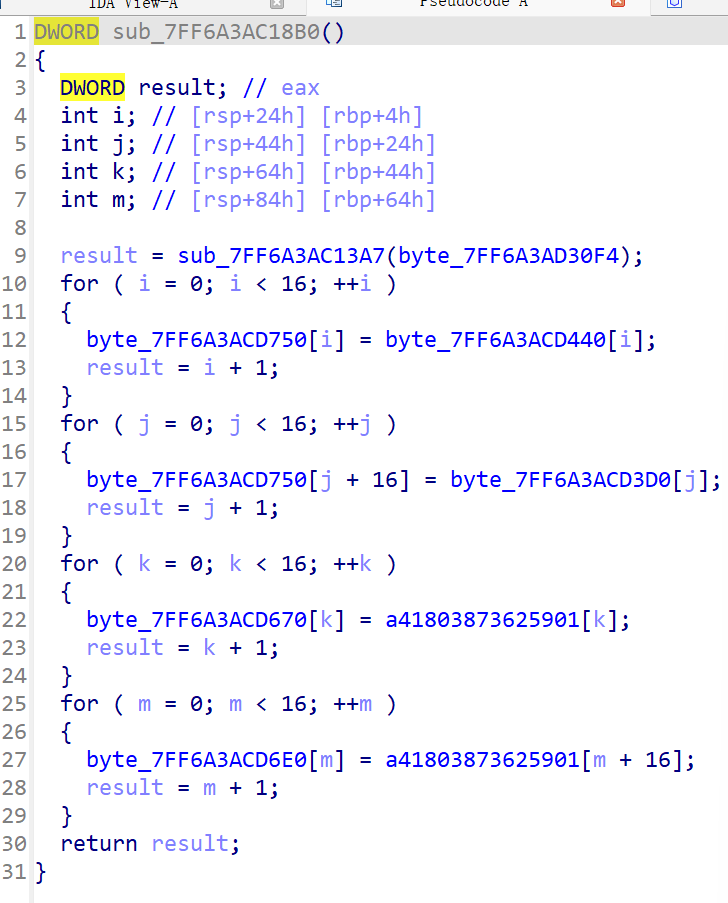 IDA View-A Pseudocode A
1 DWORD sub_7FF6A3AC18B0()
2 {
3 DWORD result; // eax
4 int i; // [rsp+24h] [rbp+4h]
5 int j; // [rsp+44h] [rbp+24h]
6 int k; // [rsp+64h] [rbp+44h]
7 int m; // [rsp+84h] [rbp+64h]
8
9 result = sub_7FF6A3AC13A7(byte_7FF6A3AD30F4);
10 for ( i = 0; i < 16; ++i )
11 {
12 byte_7FF6A3ACD750[i] = byte_7FF6A3ACD440[i];
13 result = i + 1;
14 }
15 for ( j = 0; j < 16; ++j )
16 {
17 byte_7FF6A3ACD750[j + 16] = byte_7FF6A3ACD3D0[j];
18 result = j + 1;
19 }
20 for ( k = 0; k < 16; ++k )
21 {
22 byte_7FF6A3ACD670[k] = a41803873625901[k];
23 result = k + 1;
24 }
25 for ( m = 0; m < 16; ++m )
26 {
27 byte_7FF6A3ACD6E0[m] = a41803873625901[m + 16];
28 result = m + 1;
29 }
30 return result;
31 }